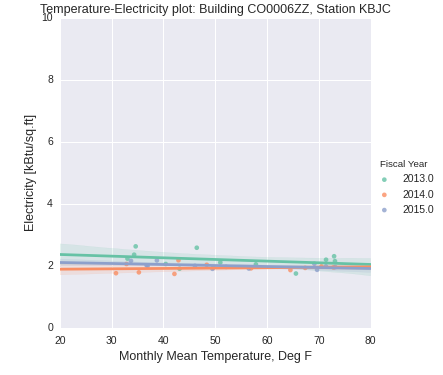 Temperature-Electricity plot: Building CO0006ZZ, Station KBJC
10
8
6
4
2
0
Electricity [kBtu/sq.ft]
20 30 40 50 60 70 80
Monthly Mean Temperature, Deg F
Fiscal Year
2013.0
2014.0
2015.0